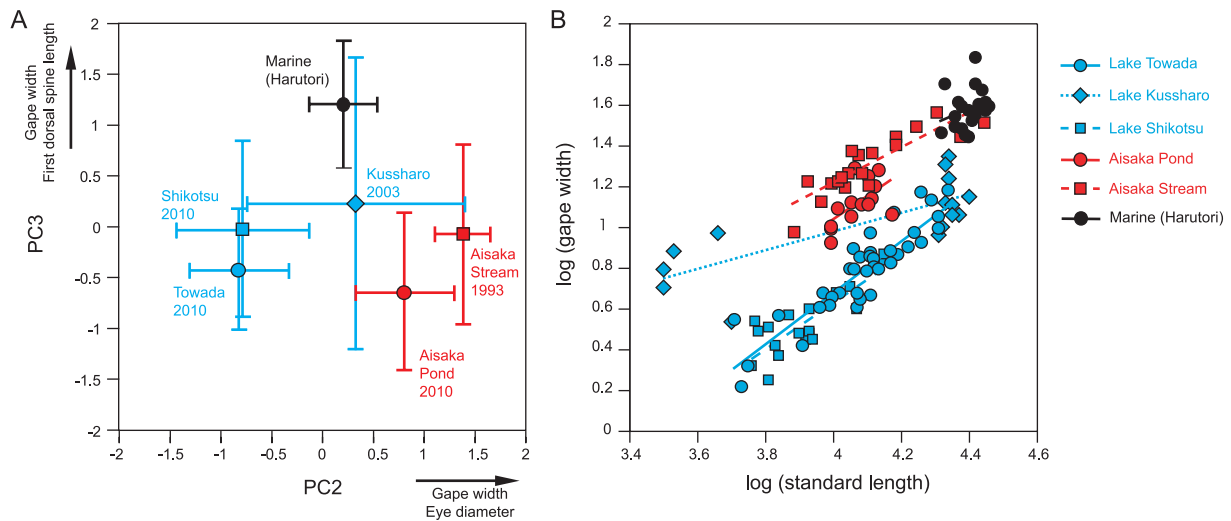 A
2
1.5
1
0.5
0
-0.5
-1
-1.5
-2
PC3
Gape width
First dorsal spine length
Marine
(Harutori)
Kussharo
2003
Shikotsu
2010
Towada
2010
Aisaka
Stream
1993
Aisaka
Pond
2010
-2 -1.5 -1 -0.5 0 0.5 1 1.5 2
PC2
Gape width
Eye diameter
B
2
1.8
1.6
1.4
1.2
1.0
0.8
0.6
0.4
0.2
0
log (gape width)
3.4 3.6 3.8 4 4.2 4.4 4.6
log (standard length)
Lake Towada
Lake Kussharo
Lake Shikotsu
Aisaka Pond
Aisaka Stream
Marine (Harutori)